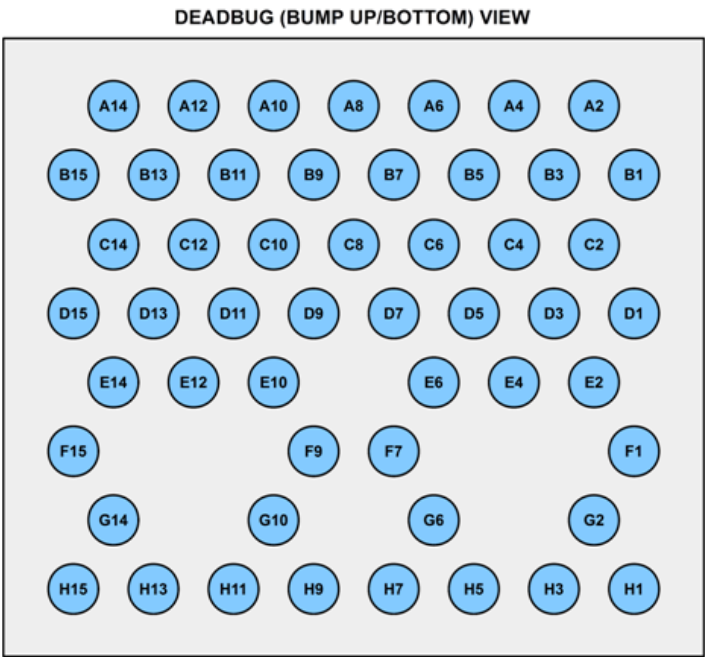 DEADBUG (BUMP UP/BOTTOM) VIEW
A14 A12 A10 A8 A6 A4 A2
B15 B13 B11 B9 B7 B5 B3 B1
C14 C12 C10 C8 C6 C4 C2
D15 D13 D11 D9 D7 D5 D3 D1
E14 E12 E10 E6 E4 E2
F15 F9 F7 F1
G14 G10 G6 G2
H15 H13 H11 H9 H7 H5 H3 H1